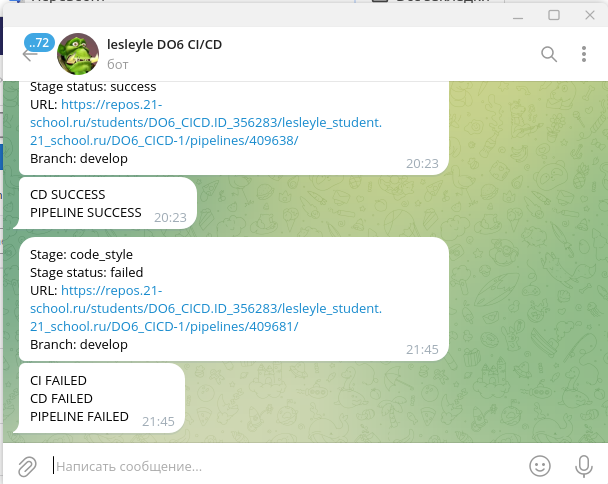 ..72
lesleyle DO6 CI/CD
бот
Stage status: success
URL: https://repos.21-
school.ru/students/DO6_CICD.ID_356283/lesleyle_student.
21_school.ru/DO6_CICD-1/pipelines/409638/
Branch: develop
20:23
CD SUCCESS
PIPELINE SUCCESS
20:23
Stage: code_style
Stage status: failed
URL: https://repos.21-
school.ru/students/DO6_CICD.ID_356283/lesleyle_student.
21_school.ru/DO6_CICD-1/pipelines/409681/
Branch: develop
21:45
CI FAILED
CD FAILED
PIPELINE FAILED
21:45
Написать сообщение...